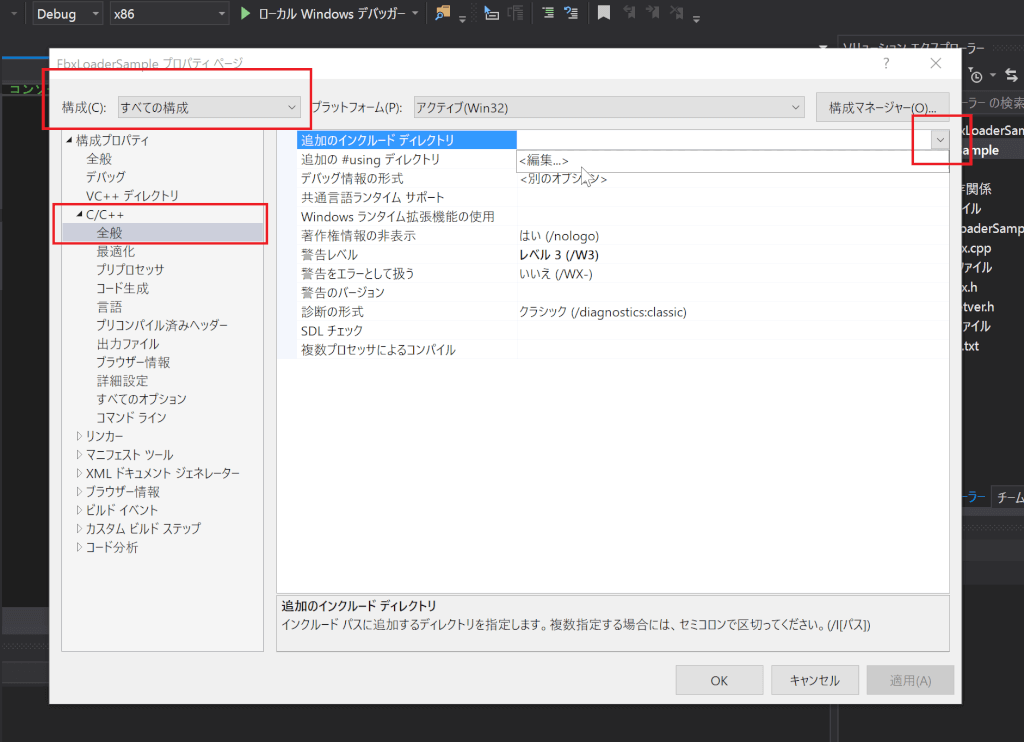 Debug x86 ローカル Windows デバッガー
コンソ
ソリューション エクスプローラー
FbxLoaderSample プロパティ ページ
? ×
構成(C): すべての構成 プラットフォーム(P): アクティブ(Win32) 構成マネージャー(O)...
ーラー の検索
構成プロパティ
全般
デバッグ
VC++ ディレクトリ
C/C++
全般
最適化
プリプロセッサ
コード生成
言語
プリコンパイル済みヘッダー
出力ファイル
ブラウザー情報
詳細設定
すべてのオプション
コマンド ライン
リンカー
マニフェスト ツール
XML ドキュメント ジェネレーター
ブラウザー情報
ビルド イベント
カスタム ビルド ステップ
コード分析
追加のインクルード ディレクトリ
追加の #using ディレクトリ <編集...>
デバッグ情報の形式 <別のオプション>
共通言語ランタイム サポート
Windows ランタイム拡張機能の使用
著作権情報の非表示 はい (/nologo)
警告レベル レベル 3 (/W3)
警告をエラーとして扱う いいえ (/WX-)
警告のバージョン
診断の形式 クラシック (/diagnostics:classic)
SDL チェック
複数プロセッサによるコンパイル
xLoaderSam
ample
関係
イル
oaderSamp
x.cpp
ァイル
x.h
etver.h
ァイル
.txt
ーラー チーム
追加のインクルード ディレクトリ
インクルード パスに追加するディレクトリを指定します。複数指定する場合には、セミコロンで区切ってください。(/I[パス])
OK キャンセル 適用(A)